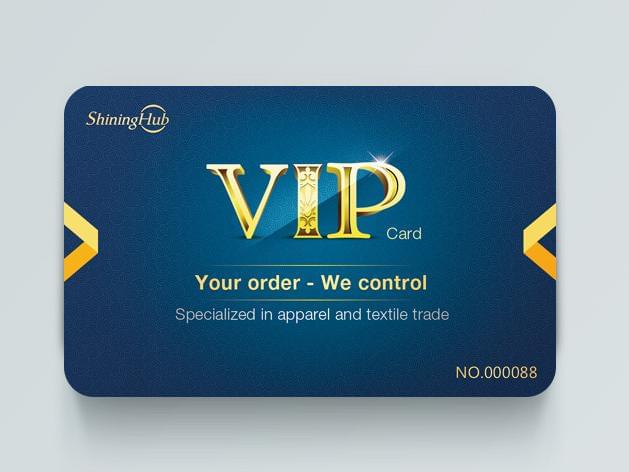 ShiningHub
VIP
Card
Your order - We control
Specialized in apparel and textile trade
NO.000088